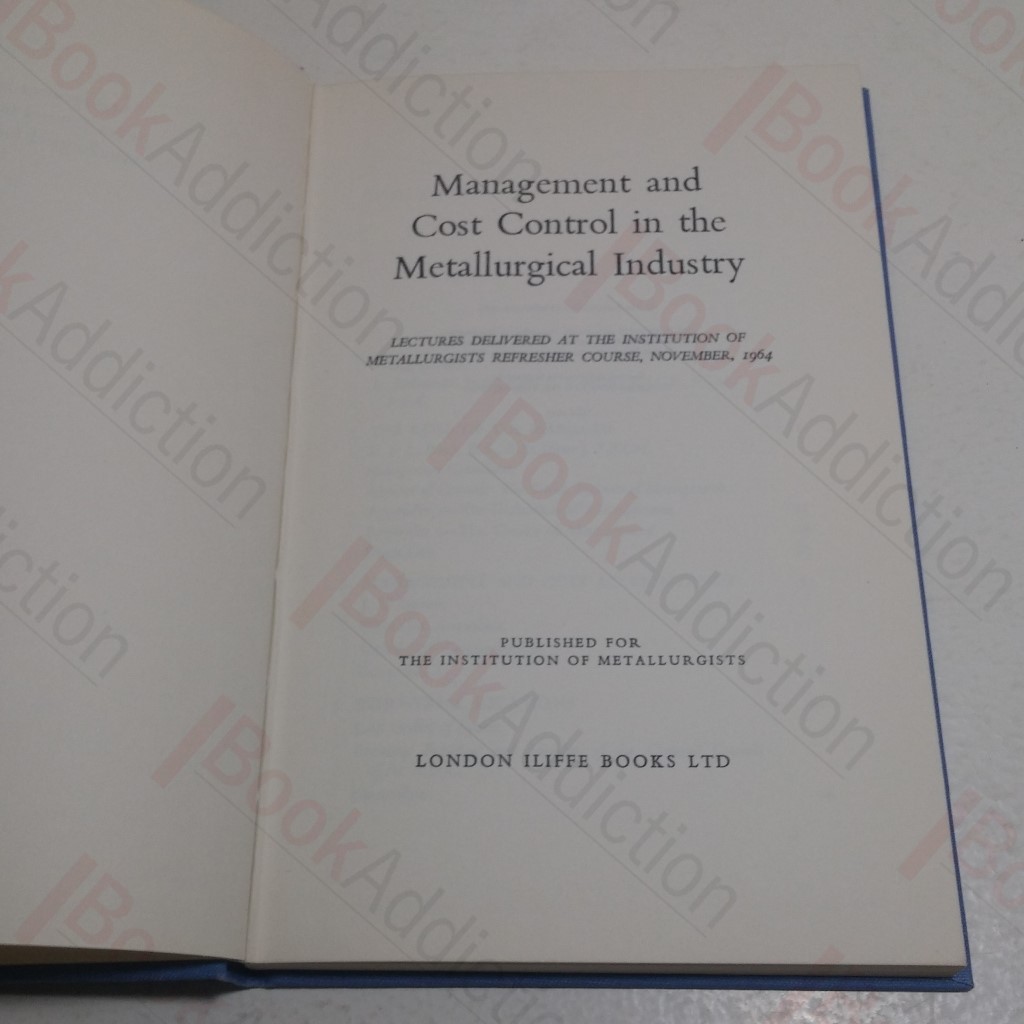 Management and
Cost Control in the
Metallurgical Industry
LECTURES DELIVERED AT THE INSTITUTION OF
METALLURGISTS REFRESHER COURSE, NOVEMBER, 1964
PUBLISHED FOR
THE INSTITUTION OF METALLURGISTS
LONDON ILIFFE BOOKS LTD
BookAddiction